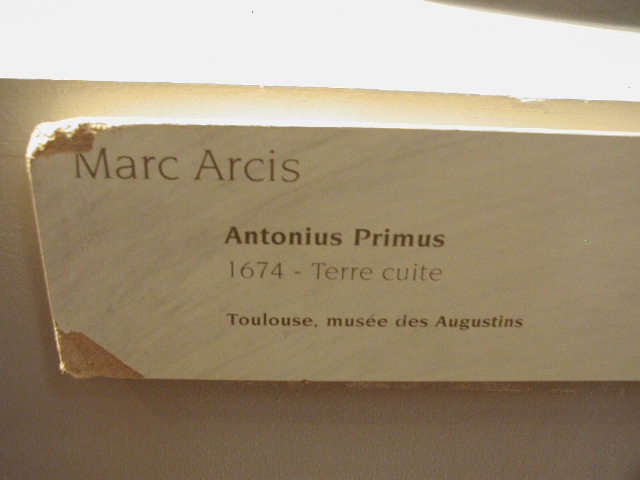 Marc Arcis
Antonius Primus
1674 - Terre cuite
Toulouse, musée des Augustins